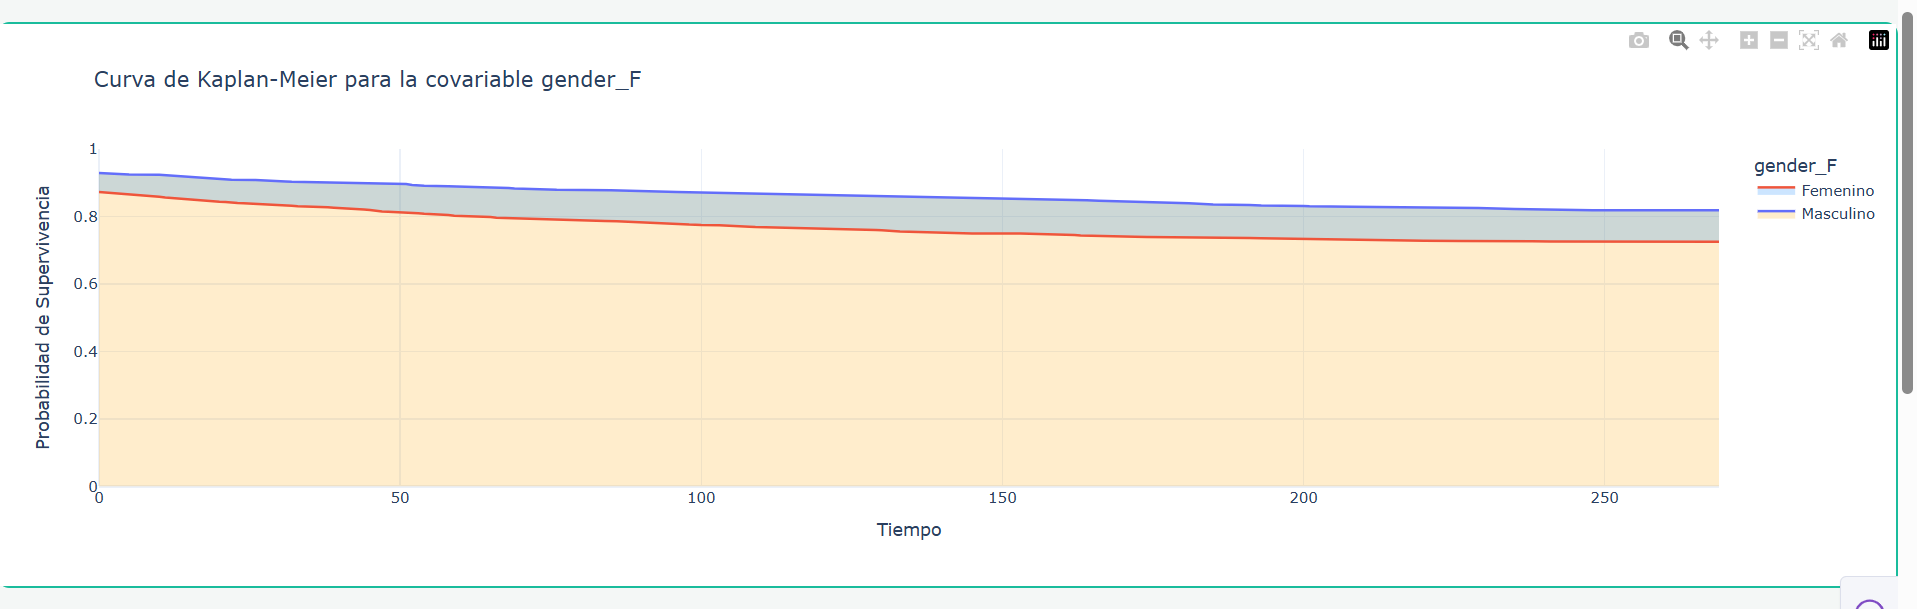 Curva de Kaplan-Meier para la covariable gender_F
gender_F
Femenino
Masculino
Probabilidad de Supervivencia
1
0.8
0.6
0.4
0.2
0
0 50 100 150 200 250
Tiempo